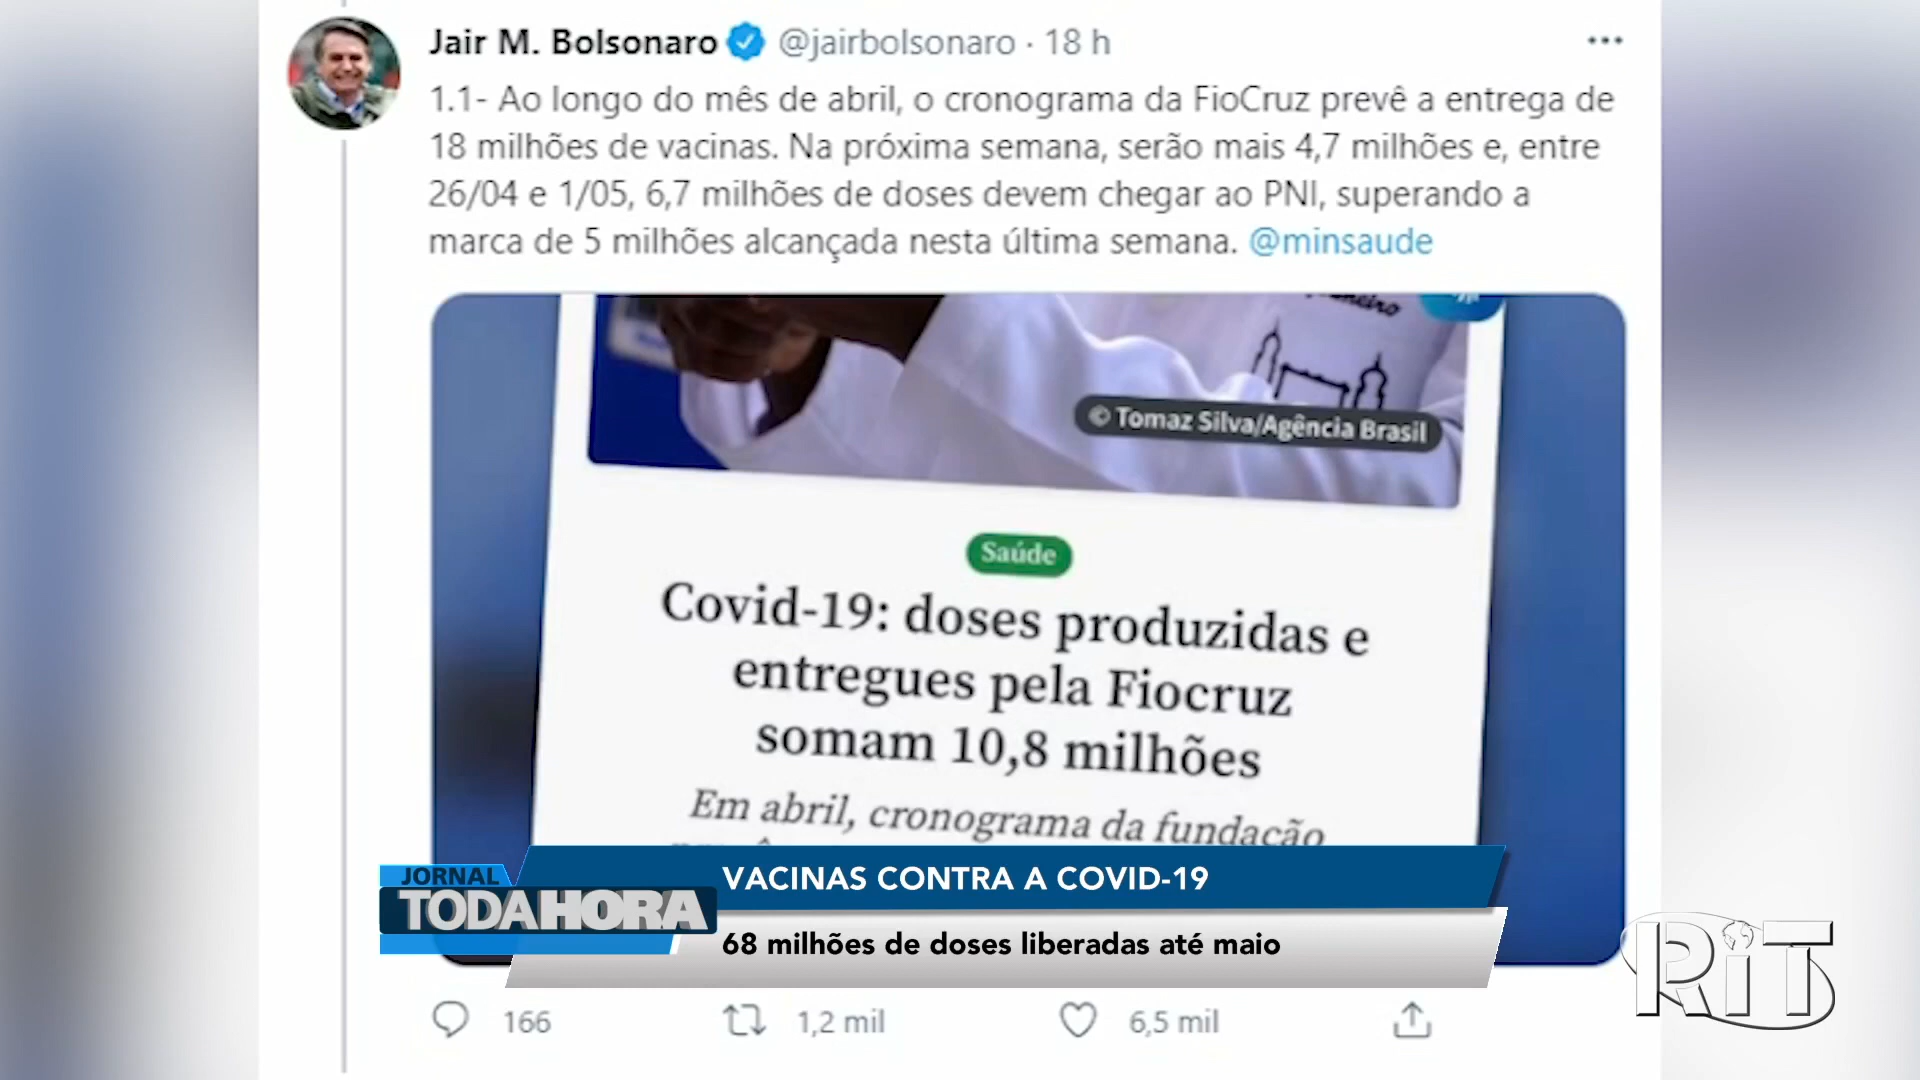 Jair M. Bolsonaro @jairbolsonaro · 18 h
1.1- Ao longo do mês de abril, o cronograma da FioCruz prevê a entrega de
18 milhões de vacinas. Na próxima semana, serão mais 4,7 milhões e, entre
26/04 e 1/05, 6,7 milhões de doses devem chegar ao PNI, superando a
marca de 5 milhões alcançada nesta última semana. @minsaude
© Tomaz Silva/Agência Brasil
Saúde
Covid-19: doses produzidas e
entregues pela Fiocruz
somam 10,8 milhões
Em abril, cronograma da fundação
JORNAL
TODAHORA
VACINAS CONTRA A COVID-19
68 milhões de doses liberadas até maio
RiT
166 1,2 mil 6,5 mil